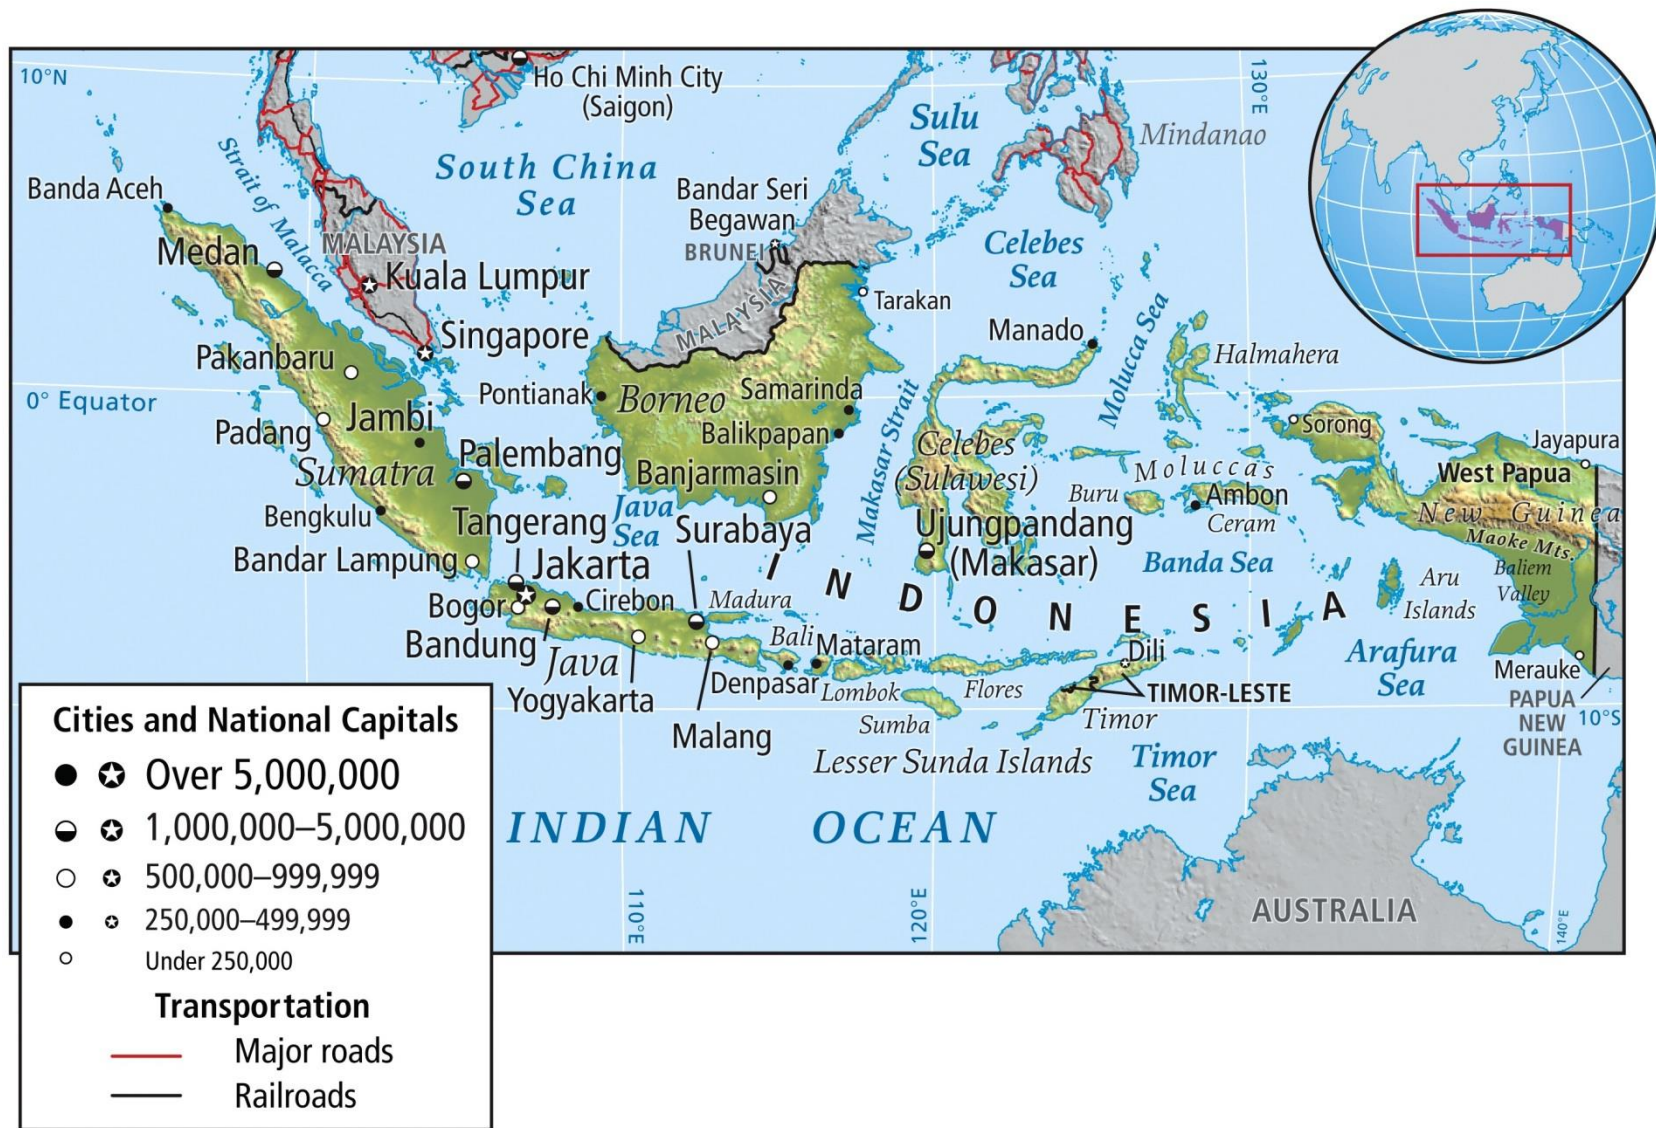 10°N
130°E
Ho Chi Minh City
(Saigon)
Sulu
Sea
Mindanao
South China
Sea
Strait of Malacca
Banda Aceh
Bandar Seri
Begawan
BRUNEI
Medan
MALAYSIA
Kuala Lumpur
Celebes
Sea
MALAYSIA
Tarakan
Singapore
Manado
Molucca Sea
Halmahera
Pakanbaru
0° Equator
Pontianak
Borneo
Samarinda
Makasar Strait
Padang
Jambi
Balikpapan
Sorong
Celebes
(Sulawesi)
Jayapura
Sumatra
Palembang
Banjarmasin
Moluccas
West Papua
Buru
Ambon
Ceram
New Guinea
Bengkulu
Tangerang
Java
Sea
Surabaya
Ujungpandang
(Makasar)
Maoke Mts.
Bandar Lampung
Jakarta
Banda Sea
Baliem
Valley
INDONESIA
Aru
Islands
Bogor
Cirebon
Madura
Bandung
Java
Bali
Mataram
Dili
Arafura
Sea
Merauke
Denpasar
Lombok
Flores
TIMOR-LESTE
Yogyakarta
Sumba
Timor
PAPUA
NEW
GUINEA
10°S
Malang
Lesser Sunda Islands
Timor
Sea
INDIAN OCEAN
110°E
120°E
AUSTRALIA
140°E
Cities and National Capitals
Over 5,000,000
1,000,000–5,000,000
500,000–999,999
250,000–499,999
Under 250,000
Transportation
Major roads
Railroads